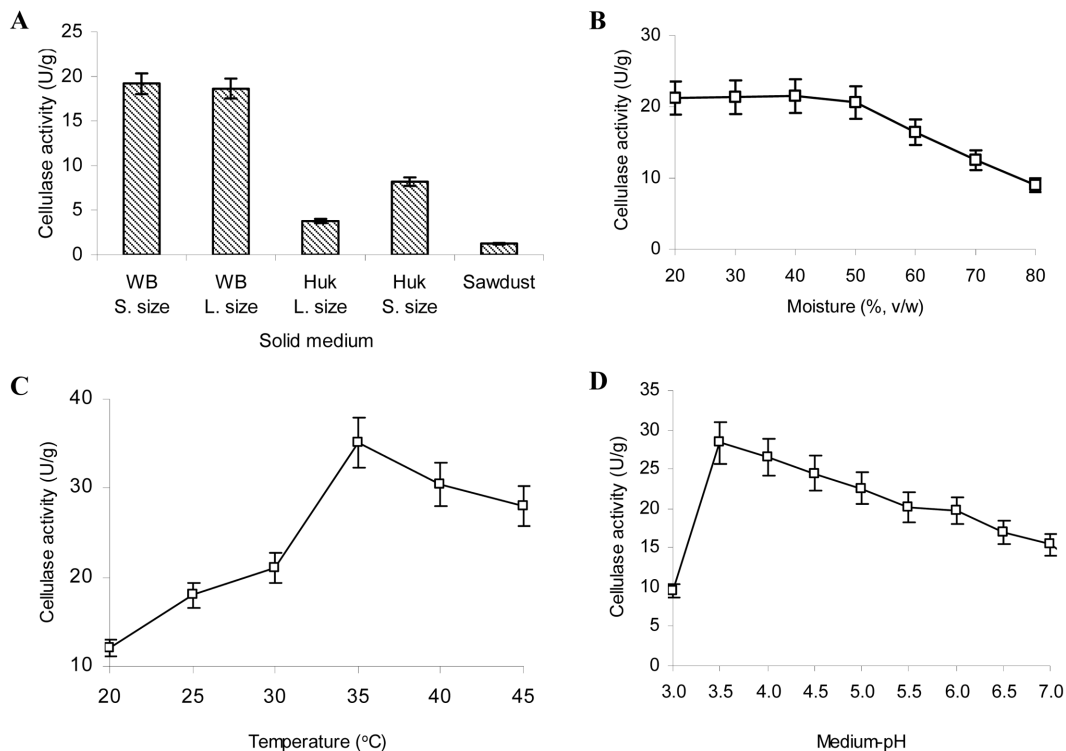 A
Cellulase activity (U/g)
25
20
15
10
5
0
WB
S. size
WB
L. size
Huk
L. size
Huk
S. size
Sawdust
Solid medium
B
Cellulase activity (U/g)
30
20
10
0
20 30 40 50 60 70 80
Moisture (%, v/w)
C
Cellulase activity (U/g)
40
30
20
10
20 25 30 35 40 45
Temperature (°C)
D
Cellulase activity (U/g)
35
30
25
20
15
10
5
0
3.0 3.5 4.0 4.5 5.0 5.5 6.0 6.5 7.0
Medium-pH